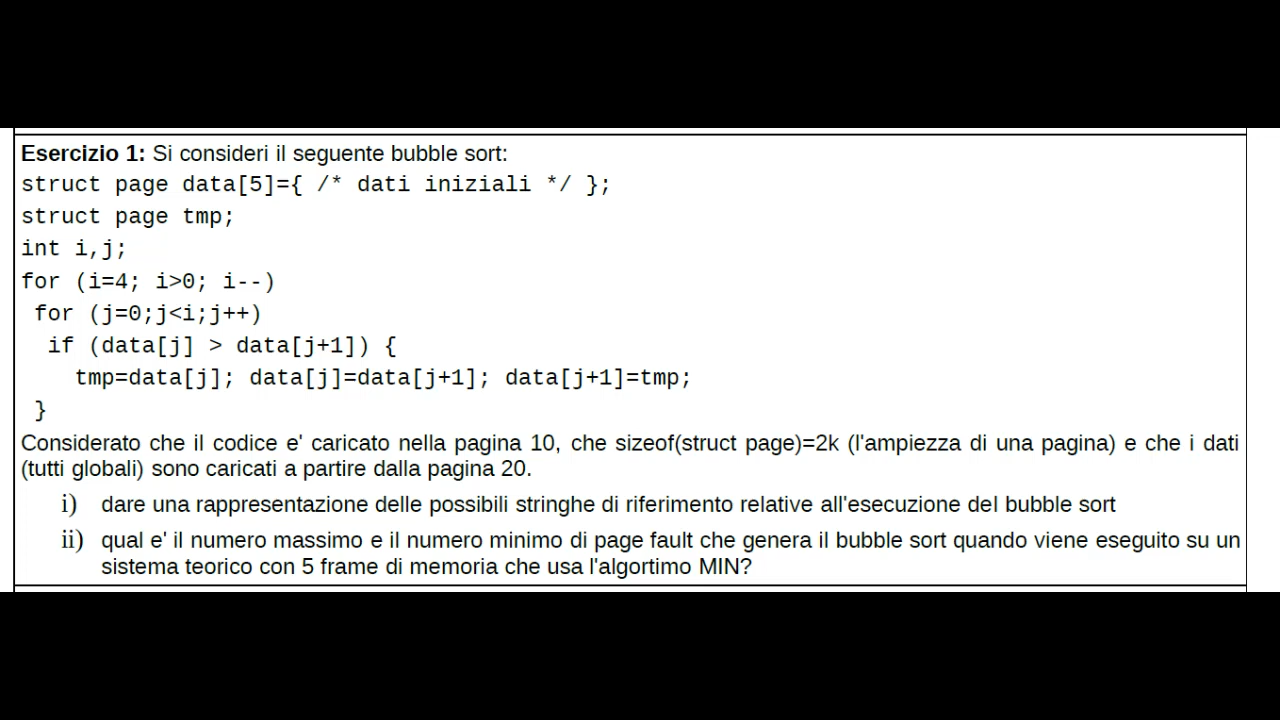 Esercizio 1: Si consideri il seguente bubble sort:
struct page data[5]={ /* dati iniziali */ };
struct page tmp;
int i,j;
for (i=4; i>0; i--)
for (j=0;j<i;j++)
if (data[j] > data[j+1]) {
tmp=data[j]; data[j]=data[j+1]; data[j+1]=tmp;
}
Considerato che il codice e' caricato nella pagina 10, che sizeof(struct page)=2k (l'ampiezza di una pagina) e che i dati
(tutti globali) sono caricati a partire dalla pagina 20.
i) dare una rappresentazione delle possibili stringhe di riferimento relative all'esecuzione del bubble sort
ii) qual e' il numero massimo e il numero minimo di page fault che genera il bubble sort quando viene eseguito su un
sistema teorico con 5 frame di memoria che usa l'algortimo MIN?